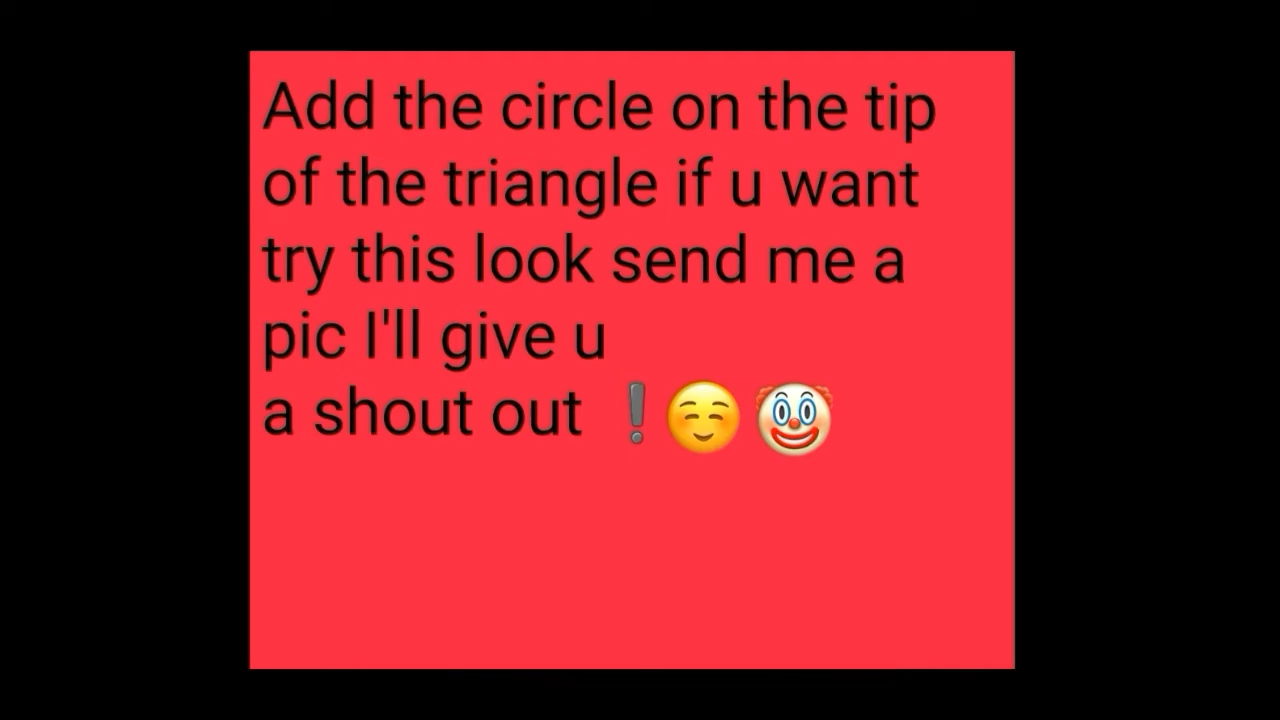 Add the circle on the tip
of the triangle if u want
try this look send me a
pic I'll give u
a shout out ❕☺️🤡